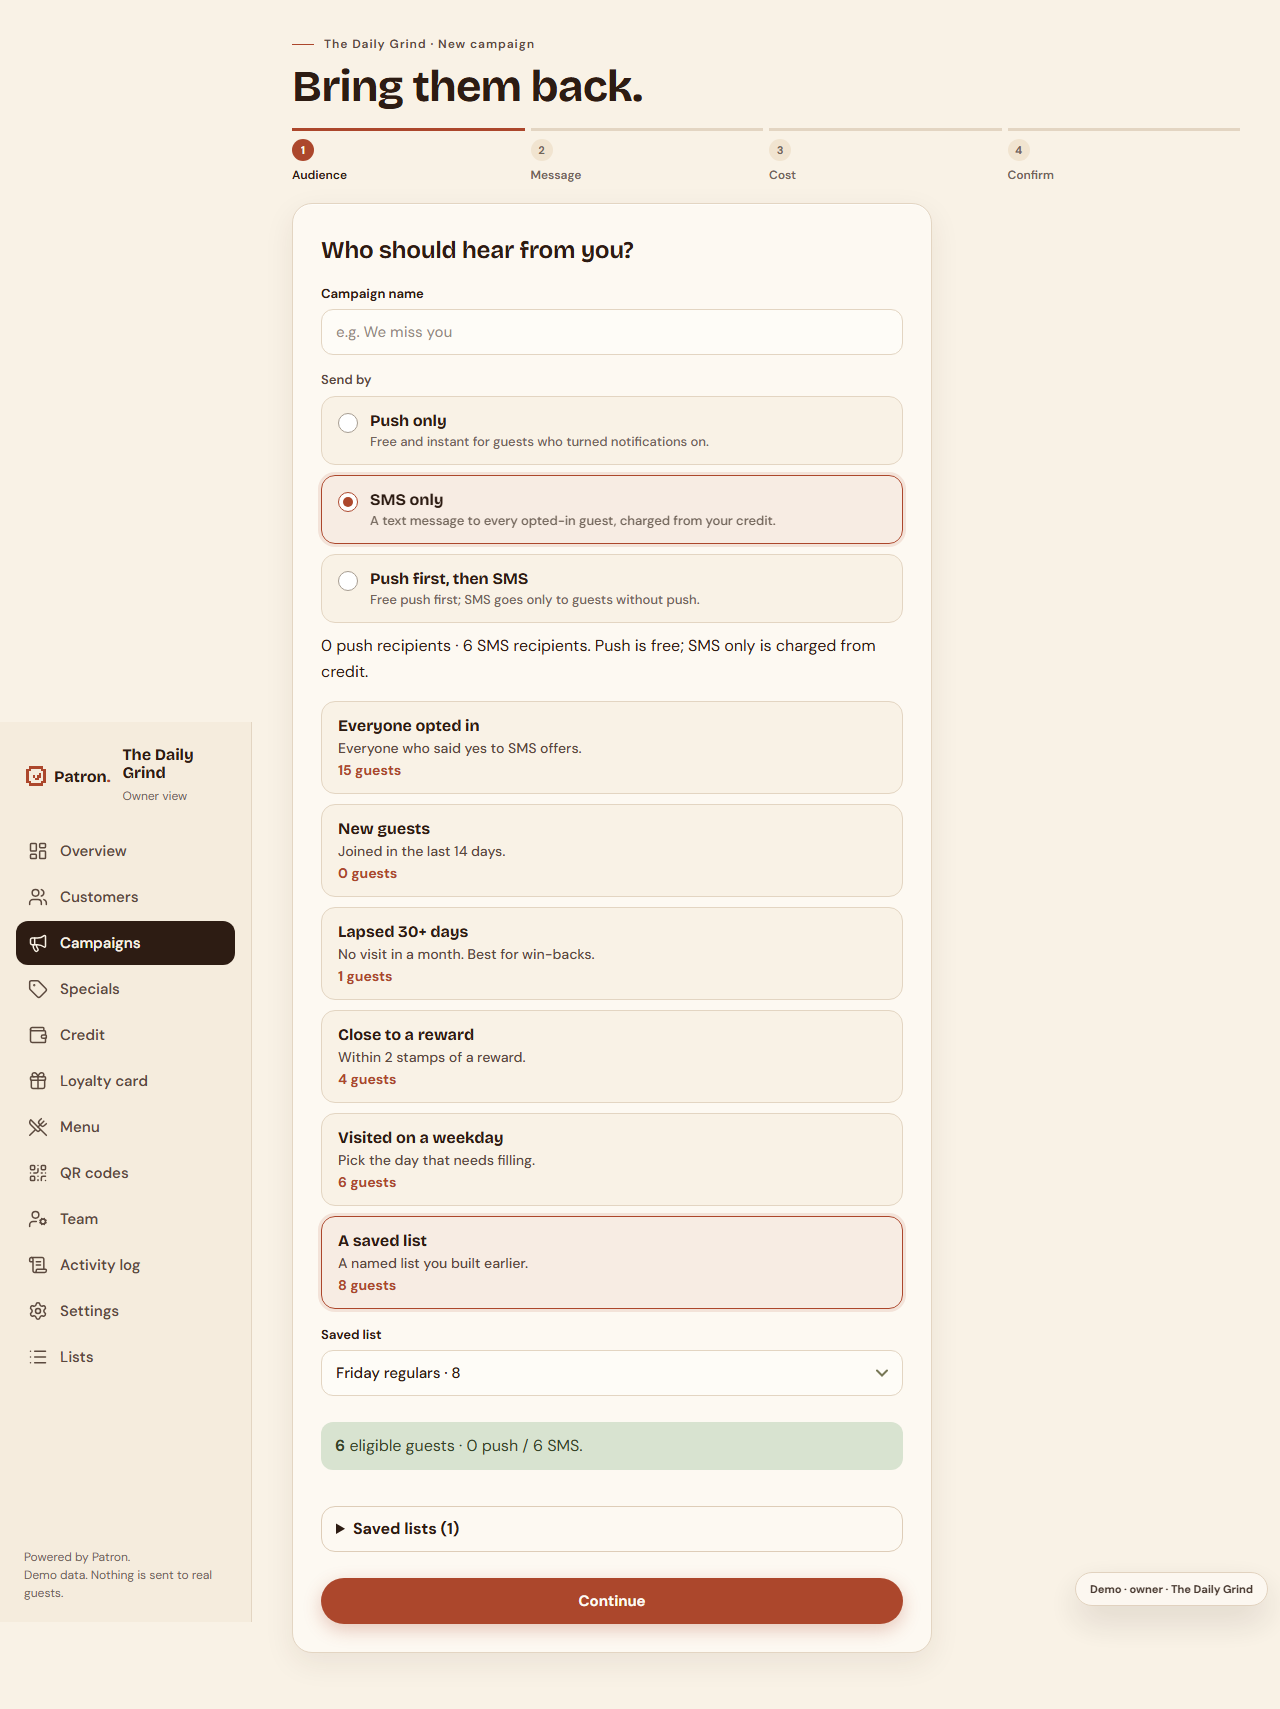 The Daily Grind · New campaign
Bring them back.
1
Audience
2
Message
3
Cost
4
Confirm
Who should hear from you?
Campaign name
e.g. We miss you
Send by
Push only
Free and instant for guests who turned notifications on.
SMS only
A text message to every opted-in guest, charged from your credit.
Push first, then SMS
Free push first; SMS goes only to guests without push.
0 push recipients · 6 SMS recipients. Push is free; SMS only is charged from
credit.
Everyone opted in
Everyone who said yes to SMS offers.
15 guests
New guests
Joined in the last 14 days.
0 guests
Lapsed 30+ days
No visit in a month. Best for win-backs.
1 guests
Close to a reward
Within 2 stamps of a reward.
4 guests
Visited on a weekday
Pick the day that needs filling.
6 guests
A saved list
A named list you built earlier.
8 guests
Saved list
Friday regulars · 8
6 eligible guests · 0 push / 6 SMS.
Saved lists (1)
Continue
Patron.
The Daily
Grind
Owner view
Overview
Customers
Campaigns
Specials
Credit
Loyalty card
Menu
QR codes
Team
Activity log
Settings
Lists
Powered by Patron.
Demo data. Nothing is sent to real
guests.
Demo · owner · The Daily Grind